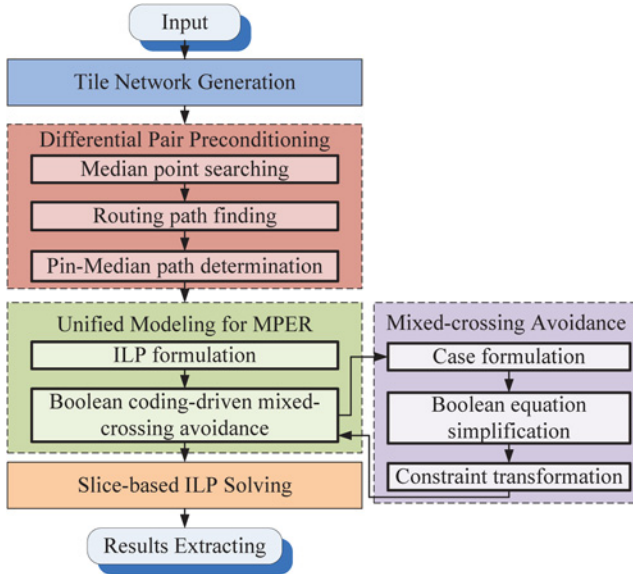 Input
Tile Network Generation
Differential Pair Preconditioning
Median point searching
Routing path finding
Pin-Median path determination
Unified Modeling for MPER
ILP formulation
Boolean coding-driven mixed-
crossing avoidance
Mixed-crossing Avoidance
Case formulation
Boolean equation
simplification
Constraint transformation
Slice-based ILP Solving
Results Extracting